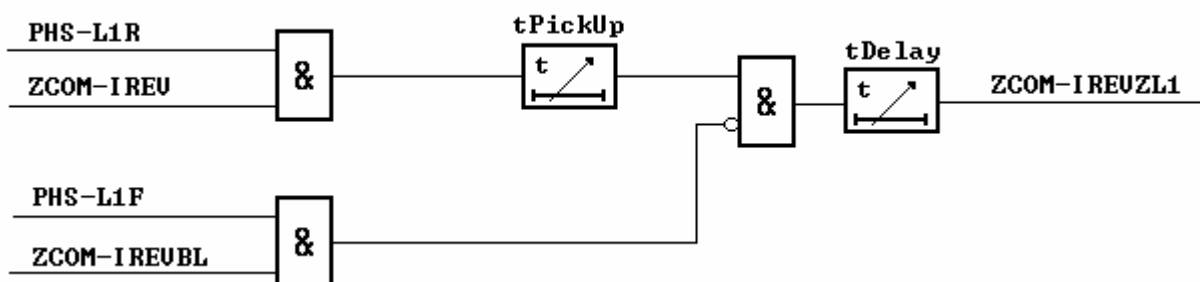 PHS-L1R
tPickUp
tDelay
&
t
ZCOM-IREV
&
t
ZCOM-IREVZL1
PHS-L1F
&
ZCOM-IREVBL